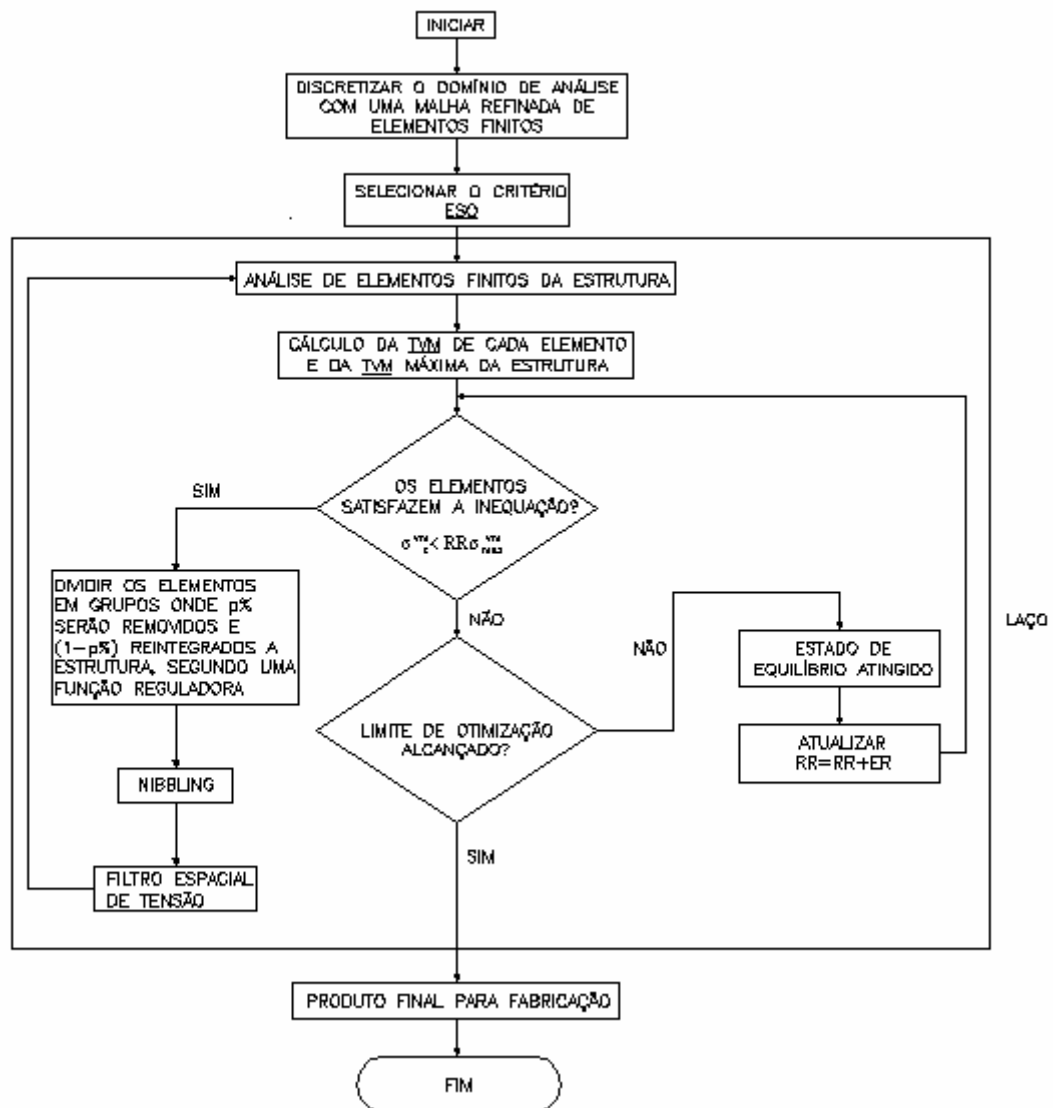 INICIAR
DISCRETIZAR O DOMÍNIO DE ANÁLISE
COM UMA MALHA REFINADA DE
ELEMENTOS FINITOS
SELECIONAR O CRITÉRIO
ESO
ANÁLISE DE ELEMENTOS FINITOS DA ESTRUTURA
CÁLCULO DA TVM DE CADA ELEMENTO
E DA TVM MÁXIMA DA ESTRUTURA
OS ELEMENTOS
SATISFAZEM A INEQUAÇÃO?
σ < RRσ
SIM
DIVIDIR OS ELEMENTOS
EM GRUPOS ONDE p%
SERÃO REMOVIDOS E
(1-p%) REINTEGRADOS A
ESTRUTURA, SEGUNDO UMA
FUNÇÃO REGULADORA
NIBBLING
FILTRO ESPACIAL
DE TENSÃO
NÃO
LIMITE DE OTIMIZAÇÃO
ALCANÇADO?
NÃO
ESTADO DE
EQUILÍBRIO ATINGIDO
ATUALIZAR
RR=RR+ER
LAÇO
SIM
PRODUTO FINAL PARA FABRICAÇÃO
FIM